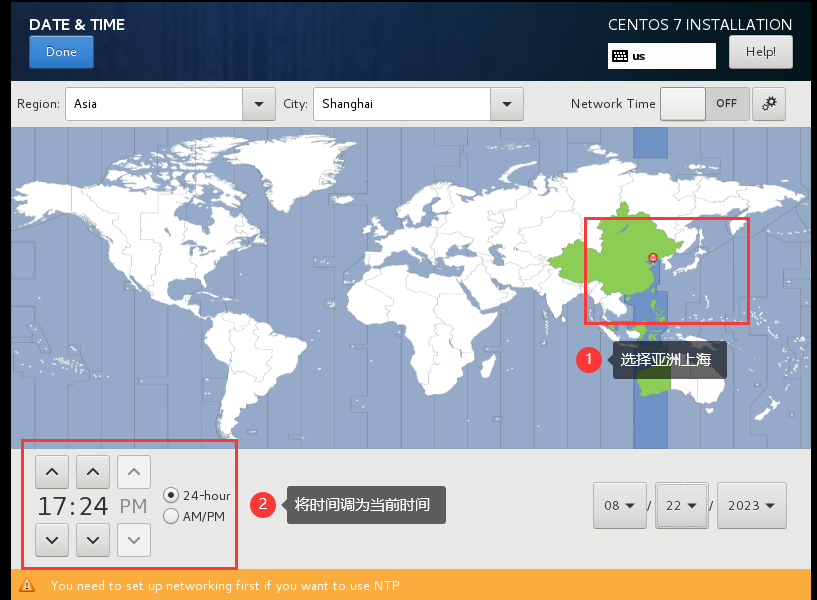 DATE & TIME
CENTOS 7 INSTALLATION
Done
us
Help!
Region: Asia City: Shanghai Network Time OFF
1 选择亚洲上海
17:24 PM
24-hour
AM/PM
2 将时间调为当前时间
08 / 22 / 2023
You need to set up networking first if you want to use NTP